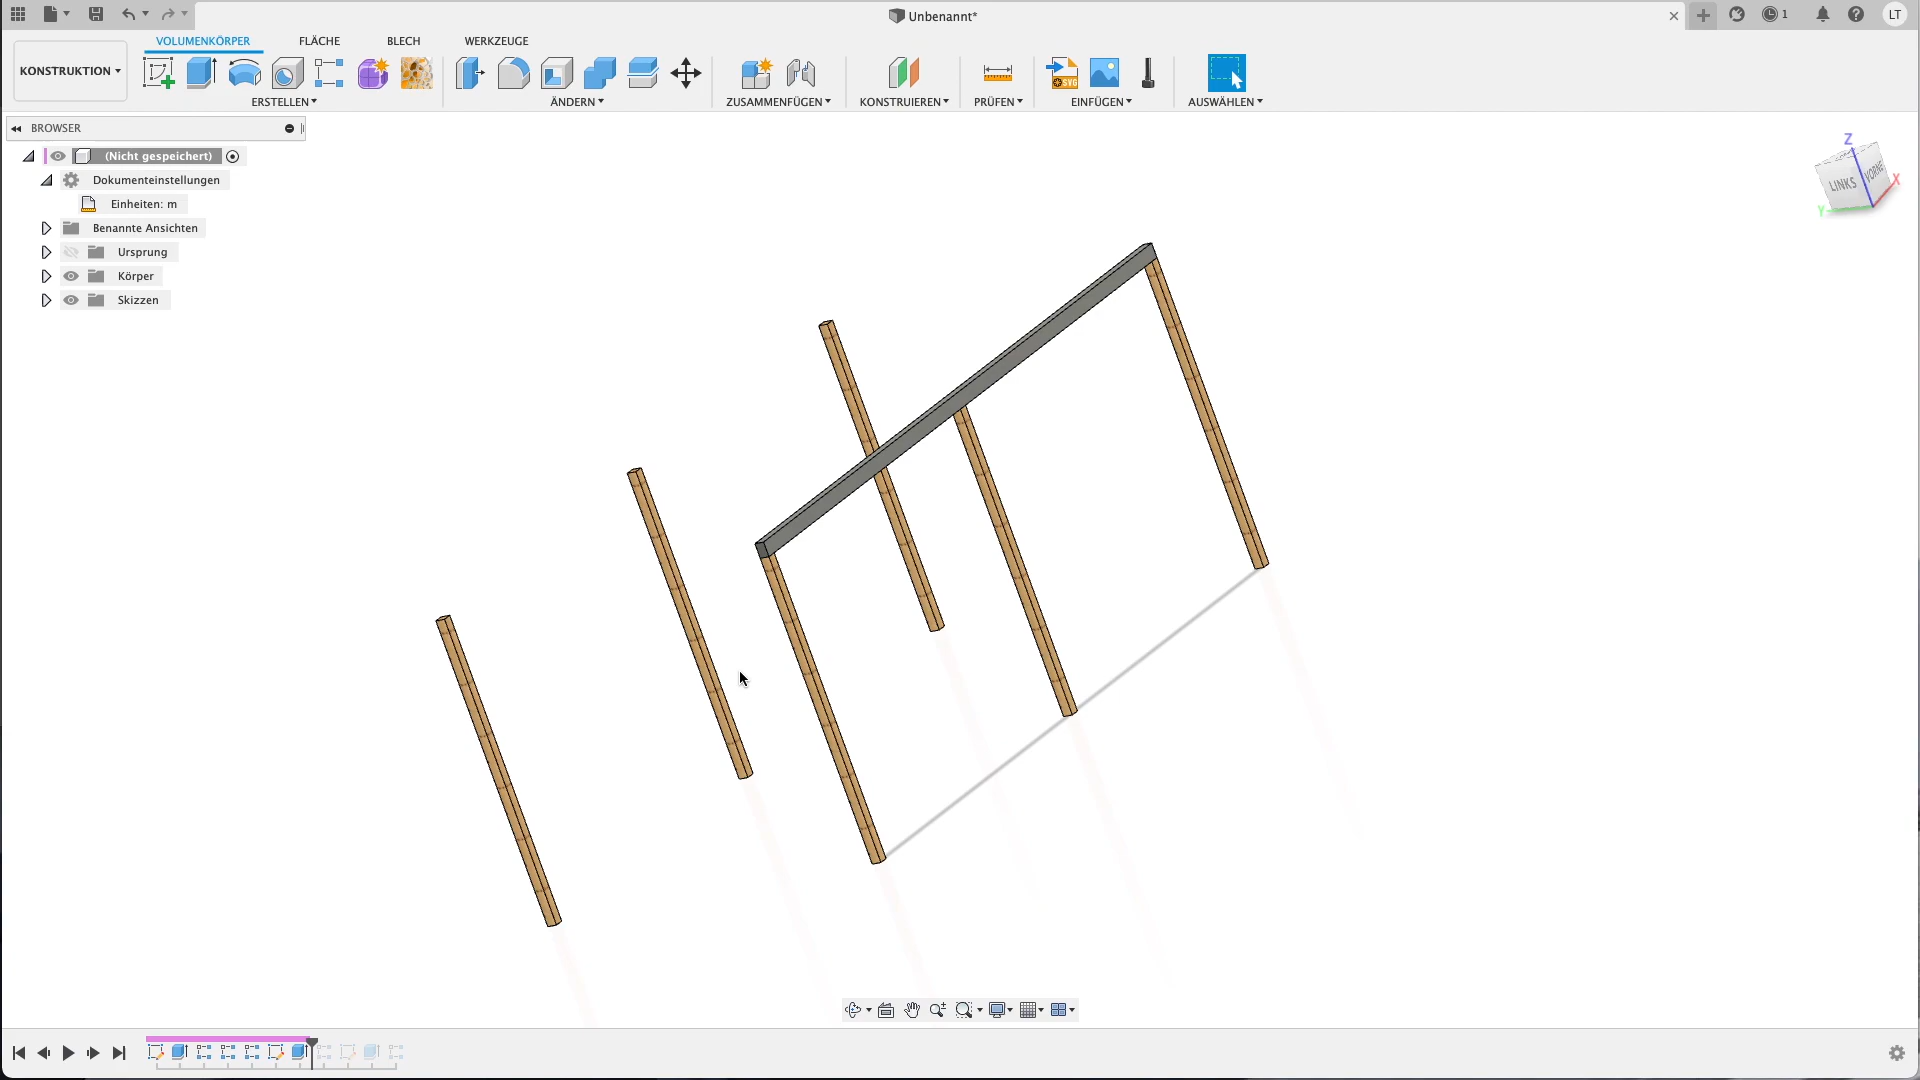 Unbenannt*
1
LT
KONSTRUKTION
VOLUMENKÖRPER
FLÄCHE
BLECH
WERKZEUGE
ERSTELLEN
ÄNDERN
ZUSAMMENFÜGEN
KONSTRUIEREN
PRÜFEN
SVG
EINFÜGEN
AUSWÄHLEN
BROWSER
(Nicht gespeichert)
Dokumenteinstellungen
Einheiten: m
Benannte Ansichten
Ursprung
Körper
Skizzen
Z
LINKS
VORNE
X
Y